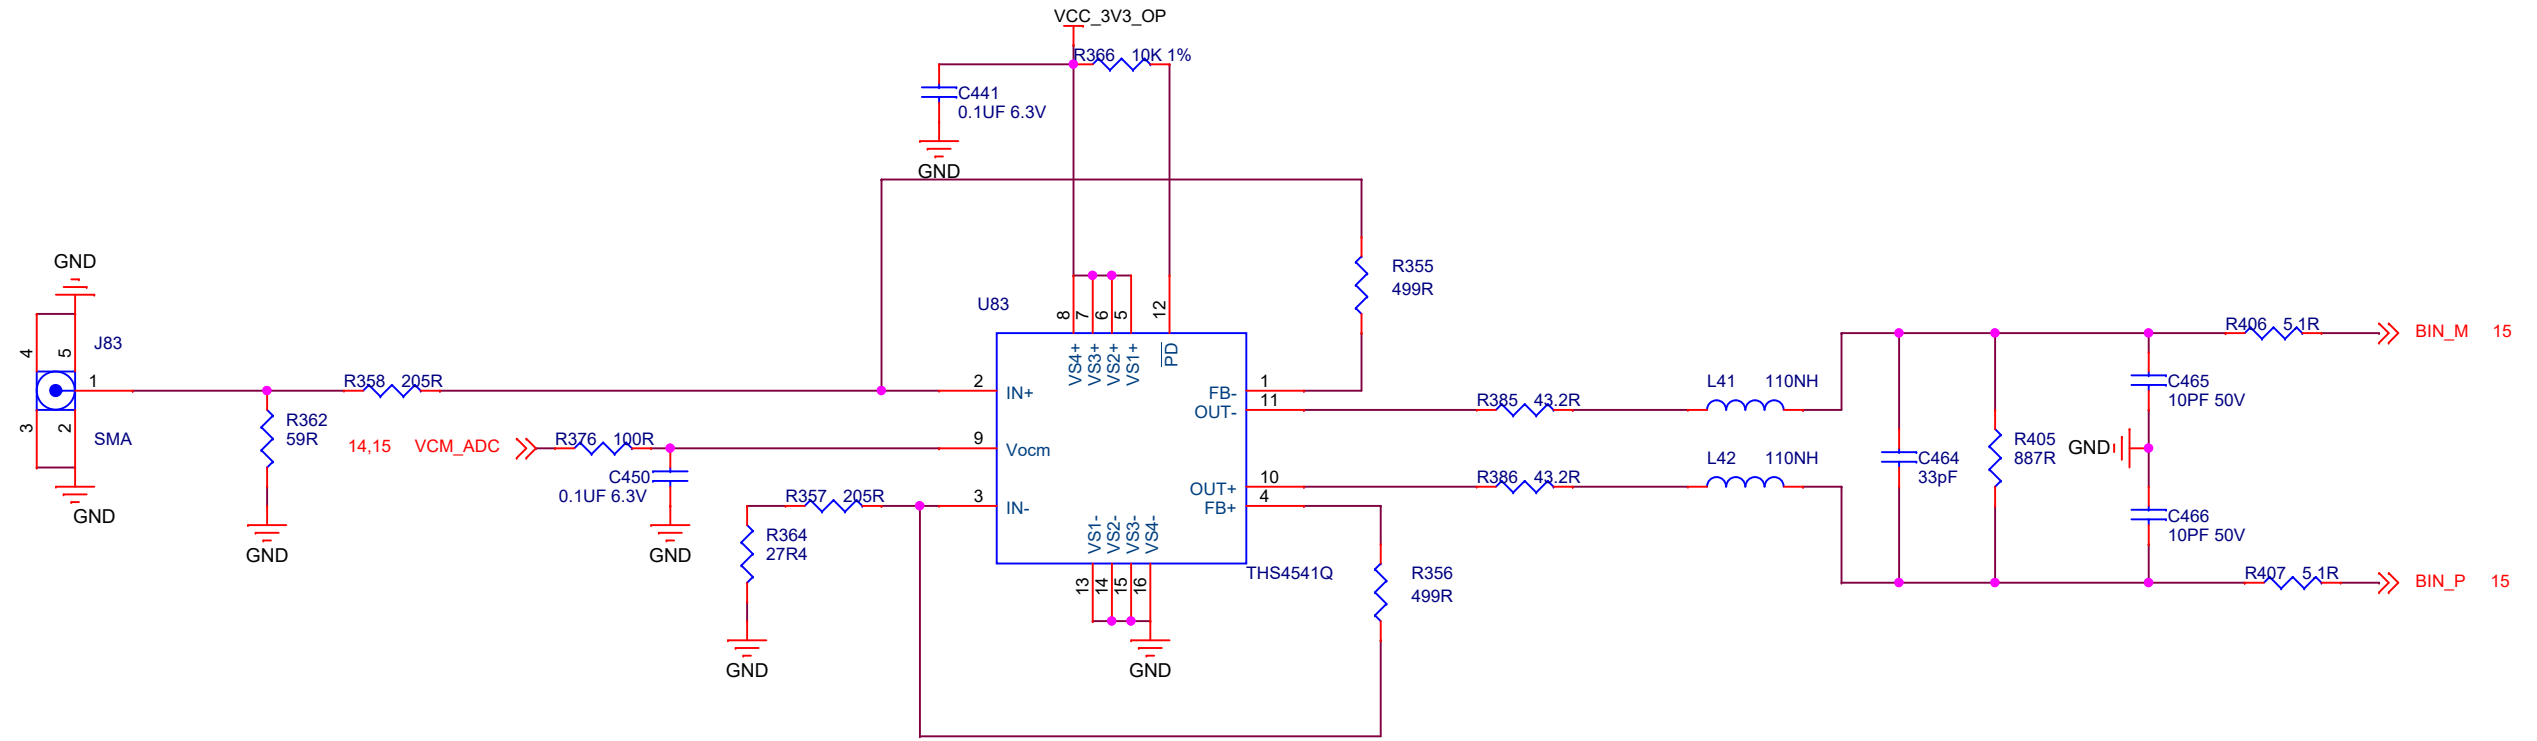 VCC_3V3_OP
R366 10K 1%
C441
0.1UF 6.3V
GND
GND
J83
4
5
1
3
2
SMA
GND
R358 205R
R362
59R
GND
14,15 VCM_ADC
R376 100R
C450
0.1UF 6.3V
GND
R357 205R
R364
27R4
GND
U83
8
7
6
5
12
VS4+
VS3+
VS2+
VS1+
PD
2
IN+
9
Vocm
3
IN-
1
FB-
11
OUT-
10
OUT+
4
FB+
VS1-
VS2-
VS3-
VS4-
13
14
15
16
THS4541Q
GND
R355
499R
R356
499R
R385 43.2R
L41 110NH
R386 43.2R
L42 110NH
C464
33pF
R405
887R
C465
10PF 50V
GND
C466
10PF 50V
R406 5.1R
BIN_M 15
R407 5.1R
BIN_P 15